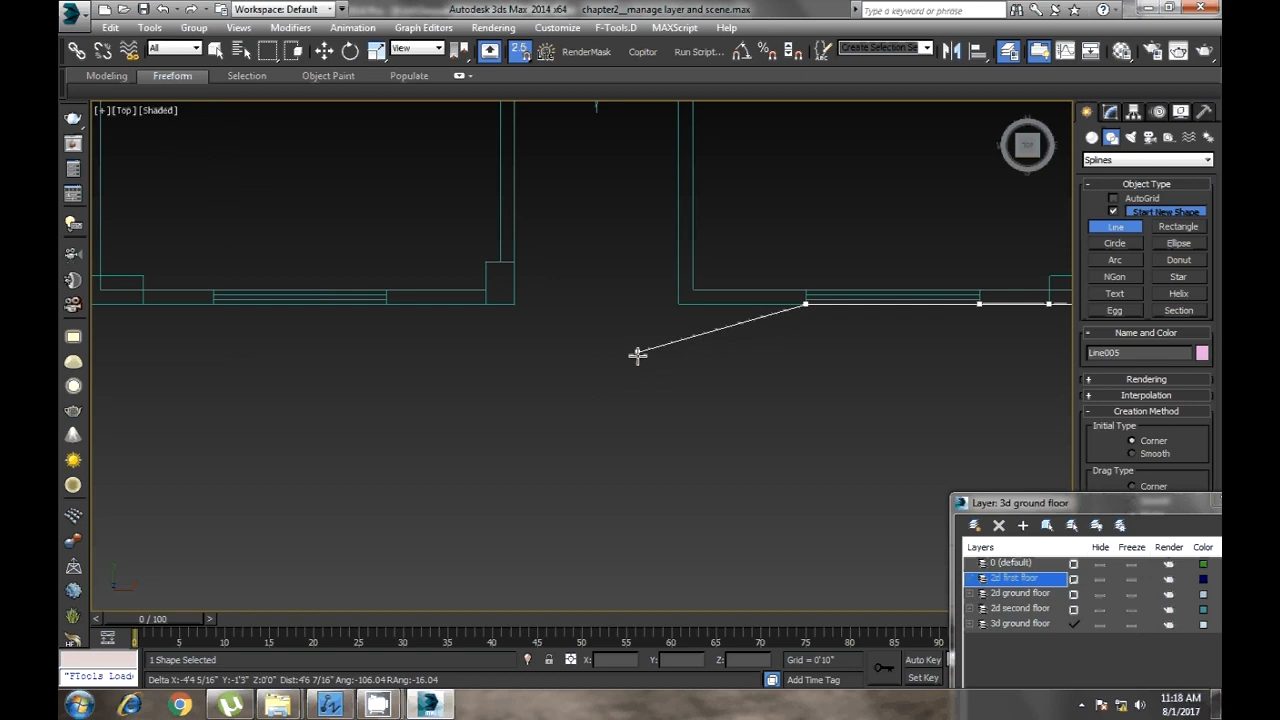 Workspace: Default
Autodesk 3ds Max 2014 x64
chapter2__manage layer and scene.max
Type a keyword or phrase
Edit Tools Group Views Modifiers Animation Graph Editors Rendering Customize F-Tools.D MAXScript Help
All
View
2.5
RenderMask
Copitor
Run Script...
Create Selection Se
Modeling Freeform Selection Object Paint Populate
[+][Top][Shaded]
TOP
Splines
- Object Type
AutoGrid
Start New Shape
Line Rectangle
Circle Ellipse
Arc Donut
NGon Star
Text Helix
Egg Section
- Name and Color
Line005
+ Rendering
+ Interpolation
- Creation Method
Initial Type
Corner
Smooth
Drag Type
Corner
Layer: 3d ground floor
Layers Hide Freeze Render Color
0 (default)
2d first floor
2d ground floor
2d second floor
3d ground floor
< 0 / 100 >
0 5 10 15 20 25 30 35 40 45 50 55 60 65 70 75 80 85 90
1 Shape Selected
X: Y: Z:
Grid = 0'10"
Auto Key
"FTools Load
Delta X:-4'4 5/16" Y:-1'3" Z:0'0" Dist:4'6 7/16" Ang:-106.04 RAng:-16.04
Add Time Tag
Set Key
11:18 AM
8/1/2017